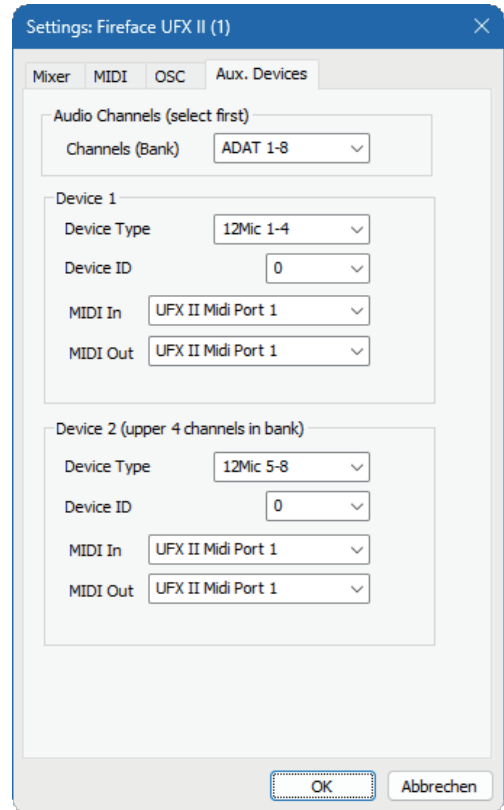 Settings: Fireface UFX II (1)
Mixer MIDI OSC Aux. Devices
Audio Channels (select first)
Channels (Bank) ADAT 1-8
Device 1
Device Type 12Mic 1-4
Device ID 0
MIDI In UFX II Midi Port 1
MIDI Out UFX II Midi Port 1
Device 2 (upper 4 channels in bank)
Device Type 12Mic 5-8
Device ID 0
MIDI In UFX II Midi Port 1
MIDI Out UFX II Midi Port 1
OK Abbrechen